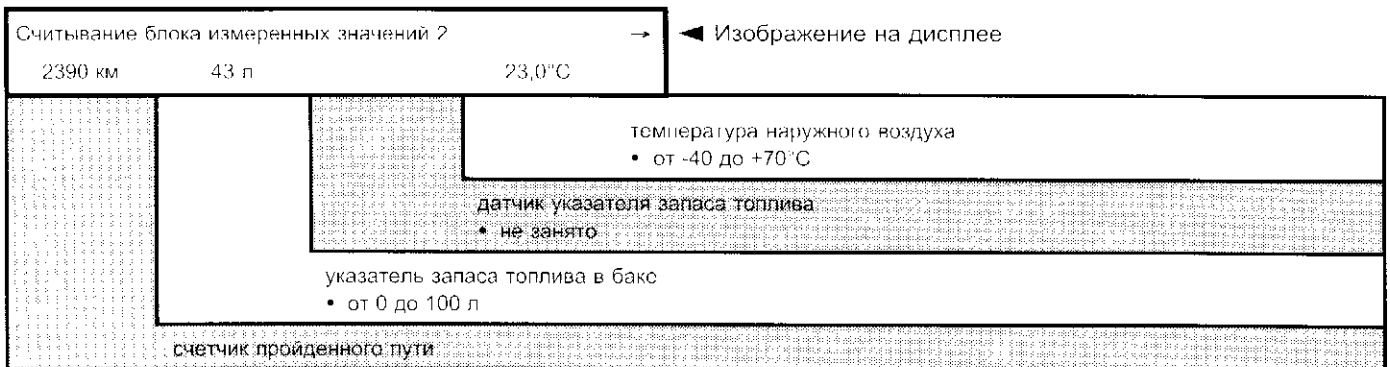 Считывание блока измеренных значений 2 →
◄ Изображение на дисплее
2390 км 43 л 23,0°C
температура наружного воздуха
• от -40 до +70°C
датчик указателя запаса топлива
• не занято
указатель запаса топлива в баке
• от 0 до 100 л
счетчик пройденного пути